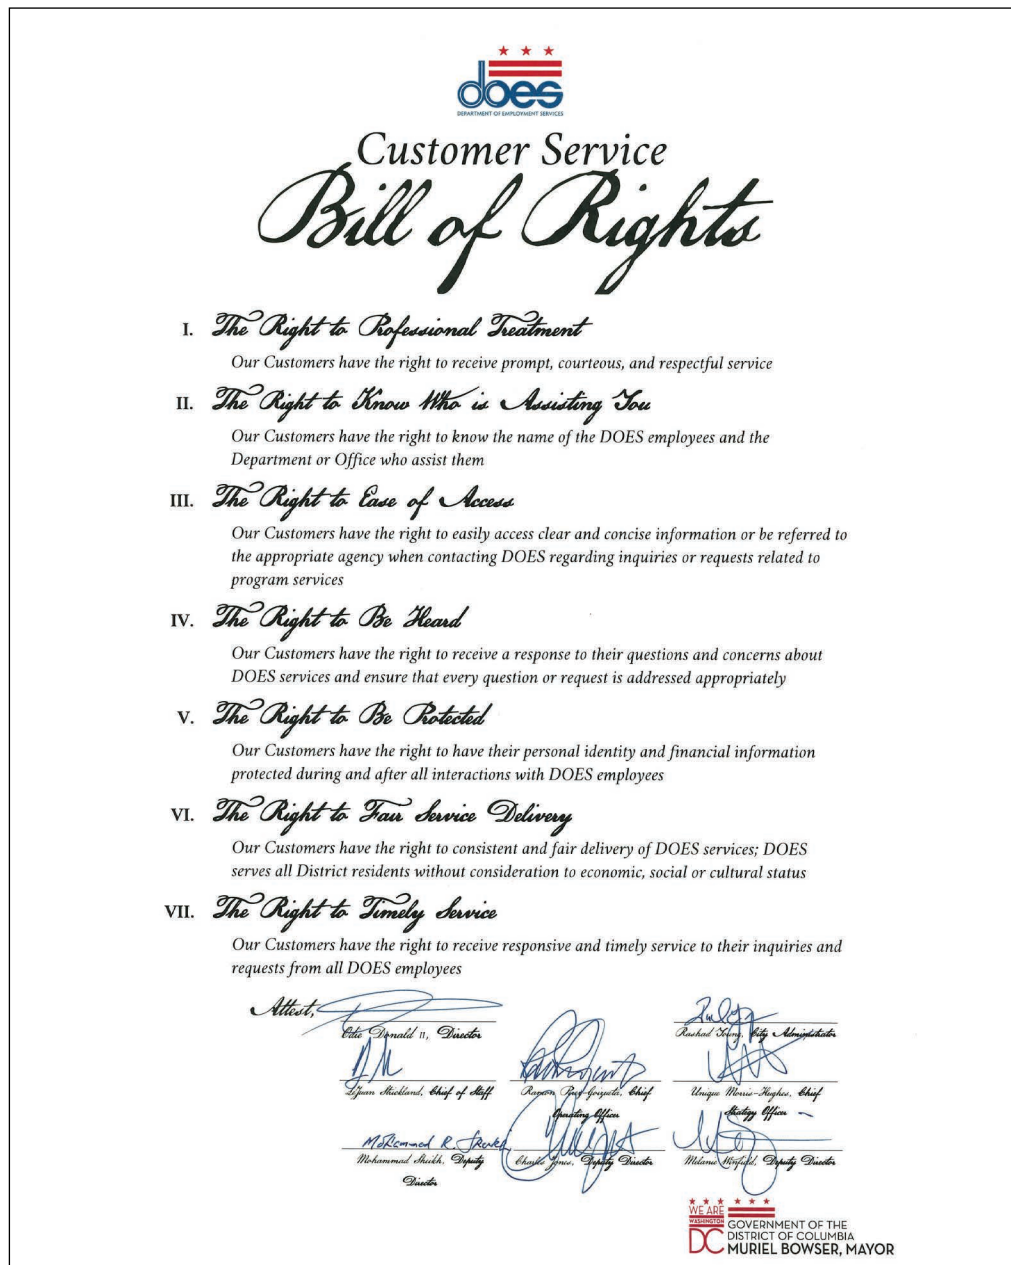 does
DEPARTMENT OF EMPLOYMENT SERVICES
Customer Service
Bill of Rights
I. The Right to Professional Treatment
Our Customers have the right to receive prompt, courteous, and respectful service
II. The Right to Know Who is Assisting You
Our Customers have the right to know the name of the DOES employees and the
Department or Office who assist them
III. The Right to Ease of Access
Our Customers have the right to easily access clear and concise information or be referred to
the appropriate agency when contacting DOES regarding inquiries or requests related to
program services
IV. The Right to Be Heard
Our Customers have the right to receive a response to their questions and concerns about
DOES services and ensure that every question or request is addressed appropriately
V. The Right to Be Protected
Our Customers have the right to have their personal identity and financial information
protected during and after all interactions with DOES employees
VI. The Right to Fair Service Delivery
Our Customers have the right to consistent and fair delivery of DOES services; DOES
serves all District residents without consideration to economic, social or cultural status
VII. The Right to Timely Service
Our Customers have the right to receive responsive and timely service to their inquiries and
requests from all DOES employees
Attest,
Odie Donald II, Director
Rashad Young, City Administrator
Strickland, Chief of Staff
Chief
Operating Officer
Unique Morris-Hughes, Chief
Strategy Officer
Mohammad R. Sheikh
Mohammad Sheikh, Deputy
Director
Charles Jones, Deputy Director
Melanie Winfield, Deputy Director
WE ARE
WASHINGTON
DC
GOVERNMENT OF THE
DISTRICT OF COLUMBIA
MURIEL BOWSER, MAYOR